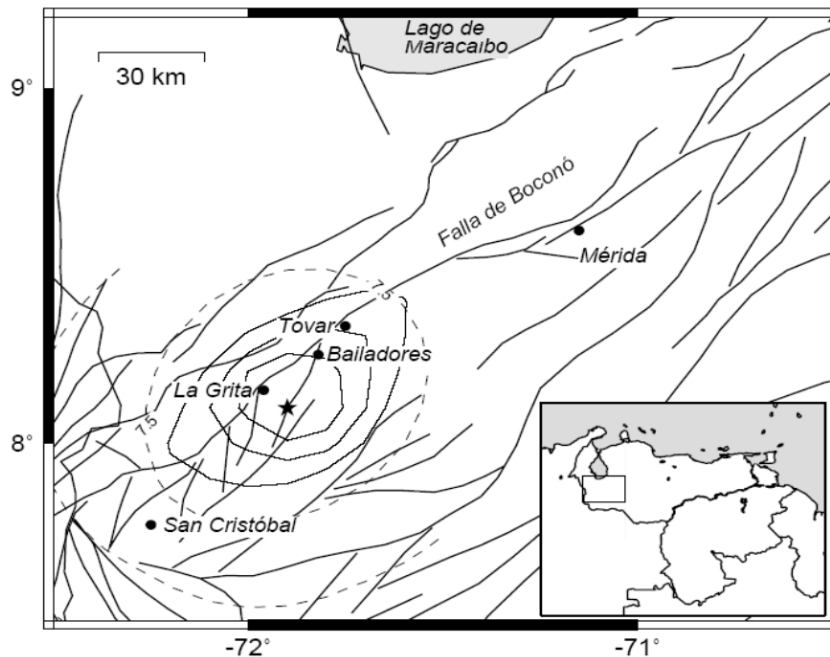 Lago de
Maracaibo
30 km
9°
Falla de Boconó
Mérida
7.5
Tovar
Bailadores
La Grita
7.5
8°
San Cristóbal
-72°
-71°